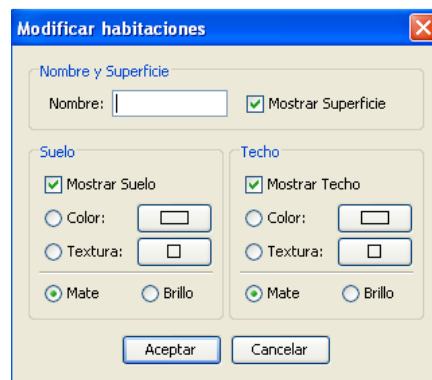 Modificar habitaciones
Nombre y Superficie
Nombre:
Mostrar Superficie
Suelo
Mostrar Suelo
Color:
Textura:
Mate Brillo
Techo
Mostrar Techo
Color:
Textura:
Mate Brillo
Aceptar Cancelar